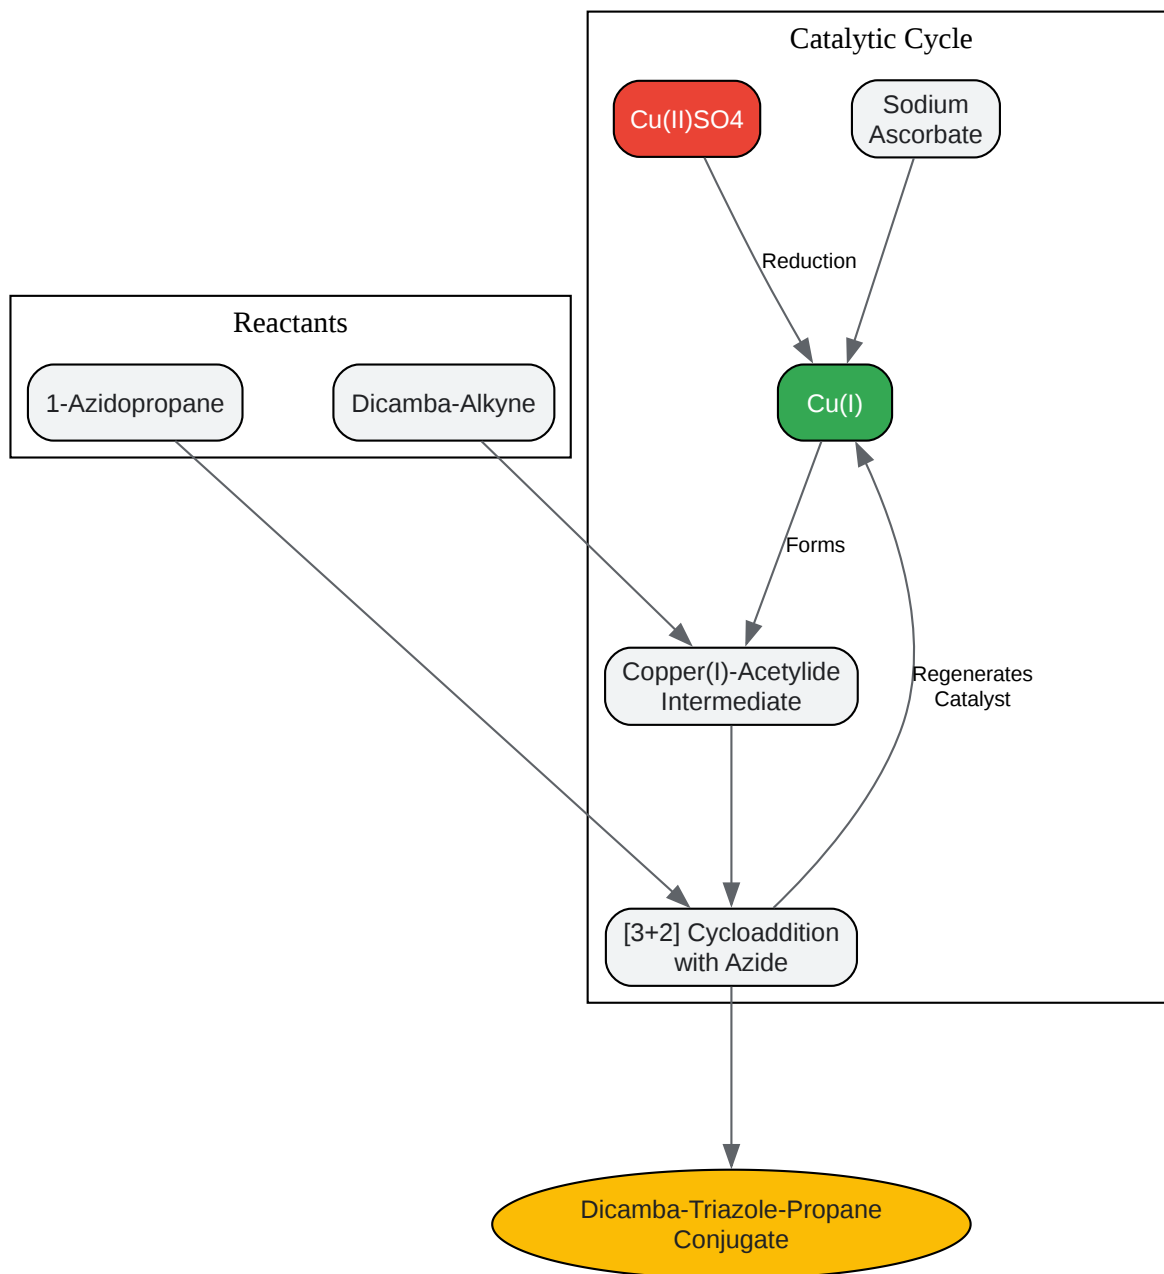 Catalytic Cycle
Cu(II)SO4
Sodium
Ascorbate
Reduction
Reactants
1-Azidopropane
Dicamba-Alkyne
Cu(I)
Forms
Copper(I)-Acetylide
Intermediate
Regenerates
Catalyst
[3+2] Cycloaddition
with Azide
Dicamba-Triazole-Propane
Conjugate